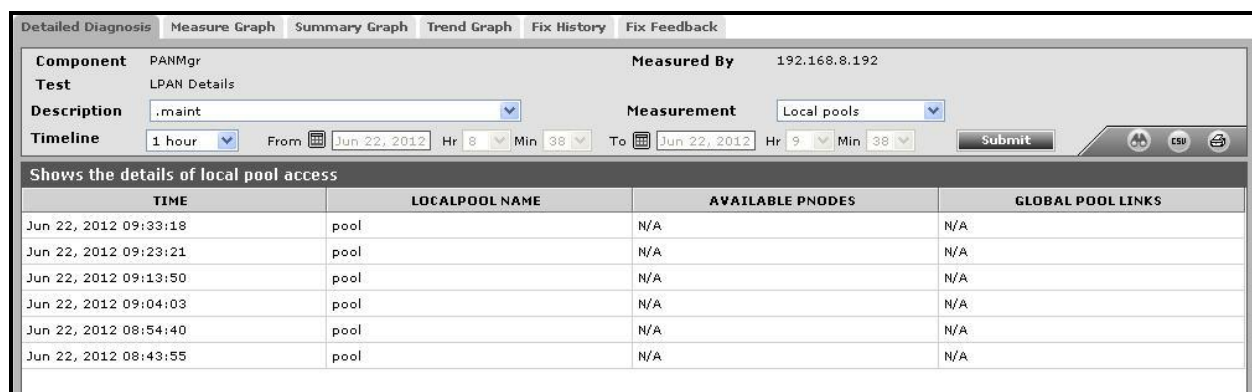 Detailed Diagnosis Measure Graph Summary Graph Trend Graph Fix History Fix Feedback
Component PANMgr Measured By 192.168.8.192
Test LPAN Details
Description .maint Measurement Local pools
Timeline 1 hour From Jun 22, 2012 Hr 8 Min 38 To Jun 22, 2012 Hr 9 Min 38 Submit CSV
Shows the details of local pool access
TIME LOCALPOOL NAME AVAILABLE PNODES GLOBAL POOL LINKS
Jun 22, 2012 09:33:18 pool N/A N/A
Jun 22, 2012 09:23:21 pool N/A N/A
Jun 22, 2012 09:13:50 pool N/A N/A
Jun 22, 2012 09:04:03 pool N/A N/A
Jun 22, 2012 08:54:40 pool N/A N/A
Jun 22, 2012 08:43:55 pool N/A N/A